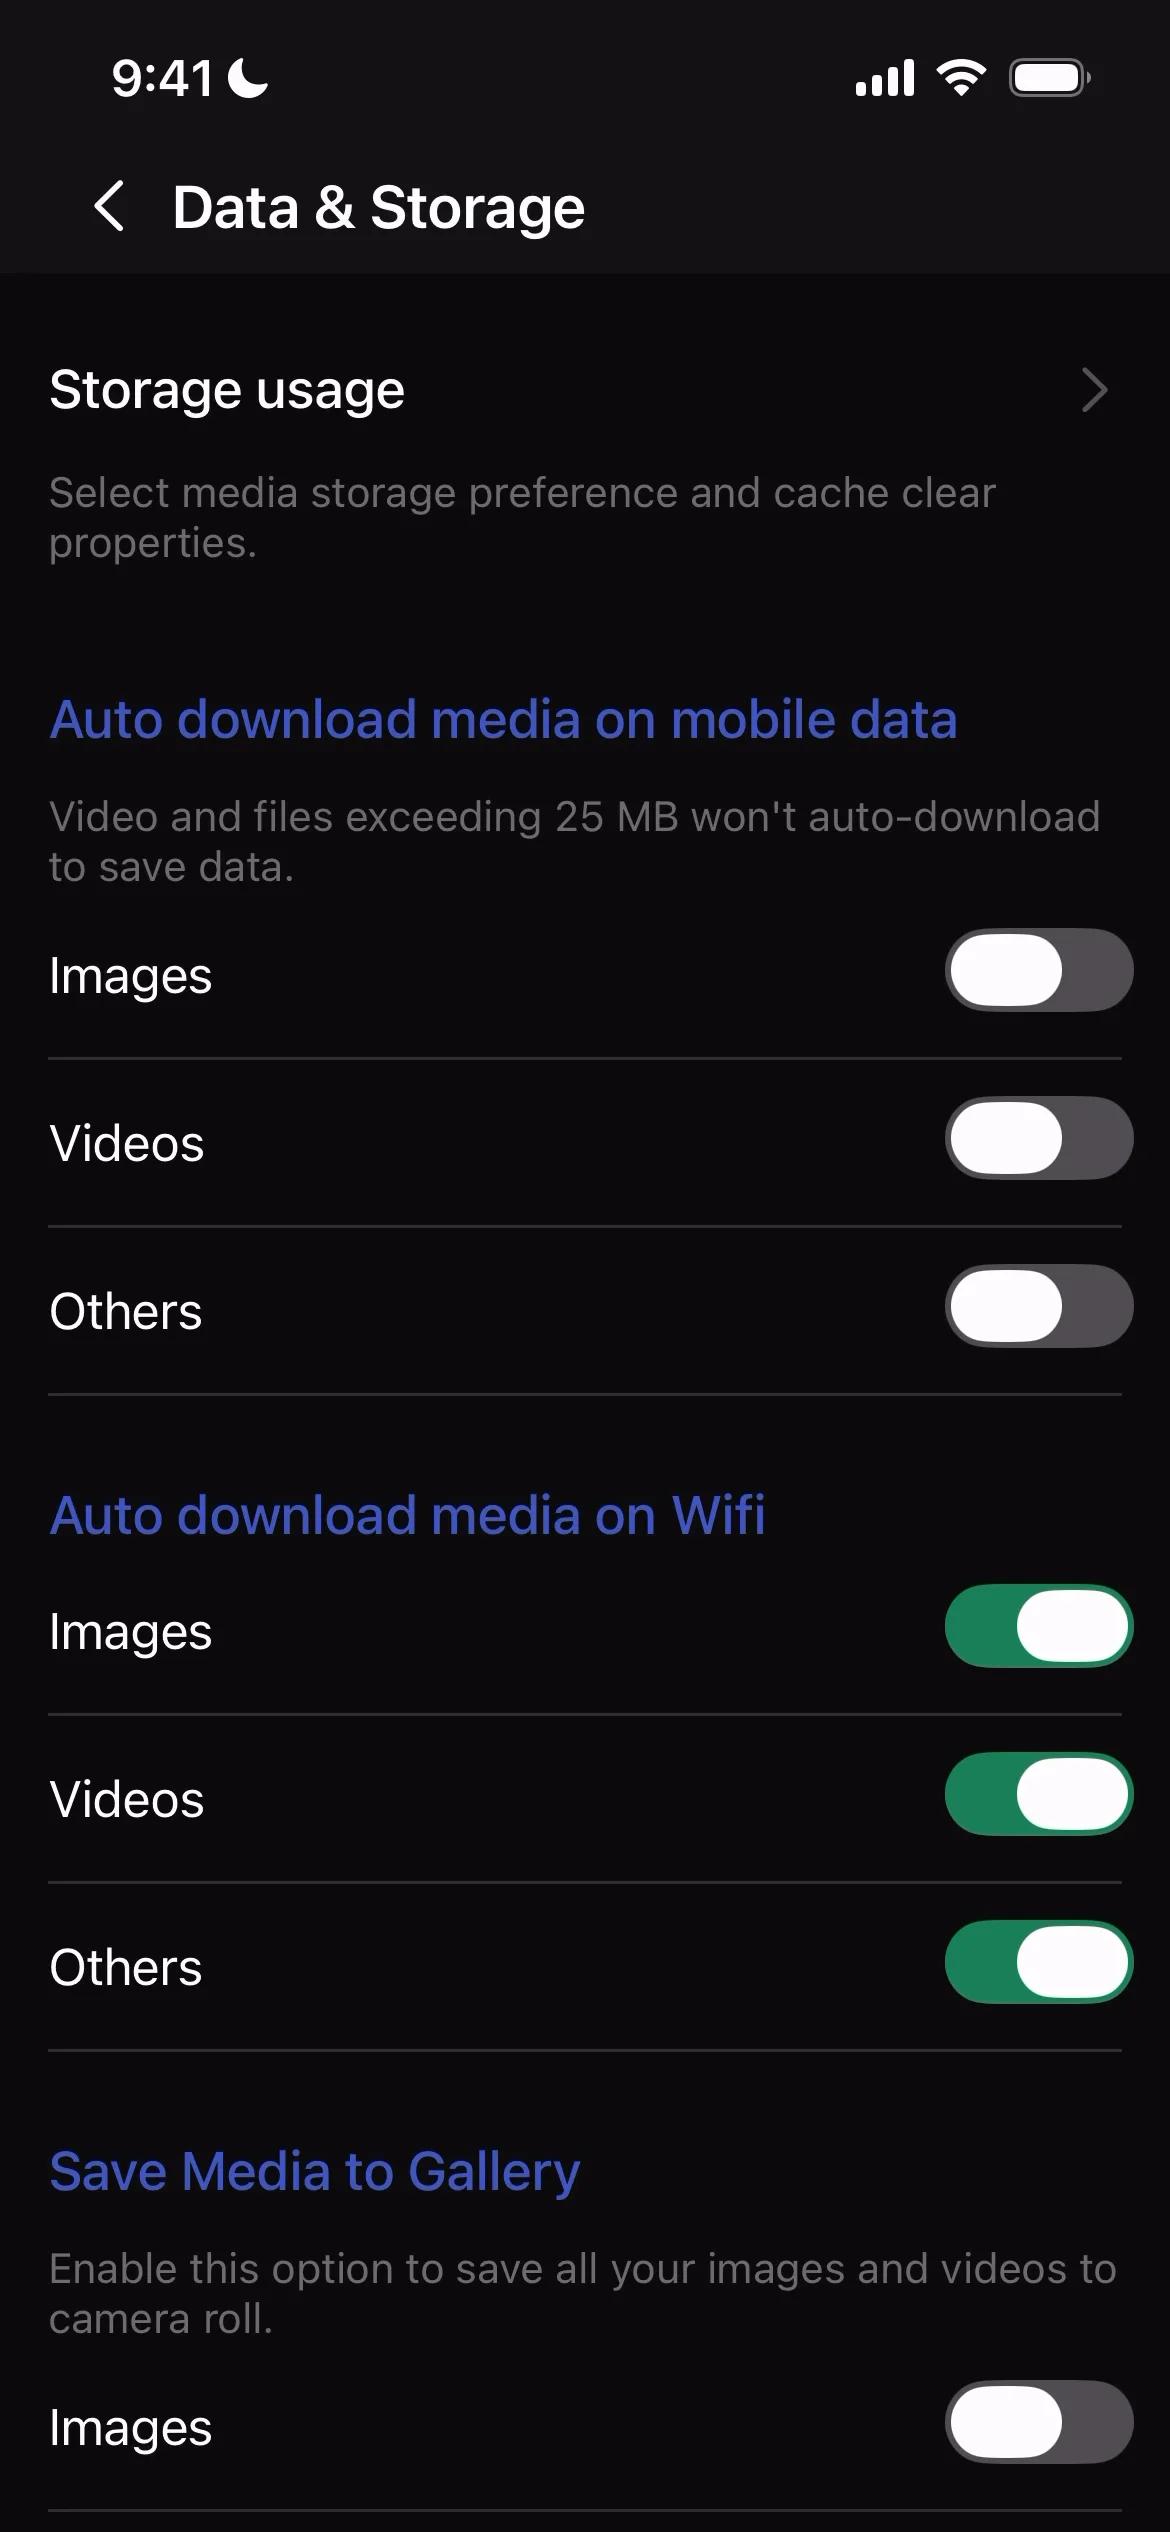 9:41
Data & Storage
Storage usage
Select media storage preference and cache clear
properties.
Auto download media on mobile data
Video and files exceeding 25 MB won't auto-download
to save data.
Images
Videos
Others
Auto download media on Wifi
Images
Videos
Others
Save Media to Gallery
Enable this option to save all your images and videos to
camera roll.
Images